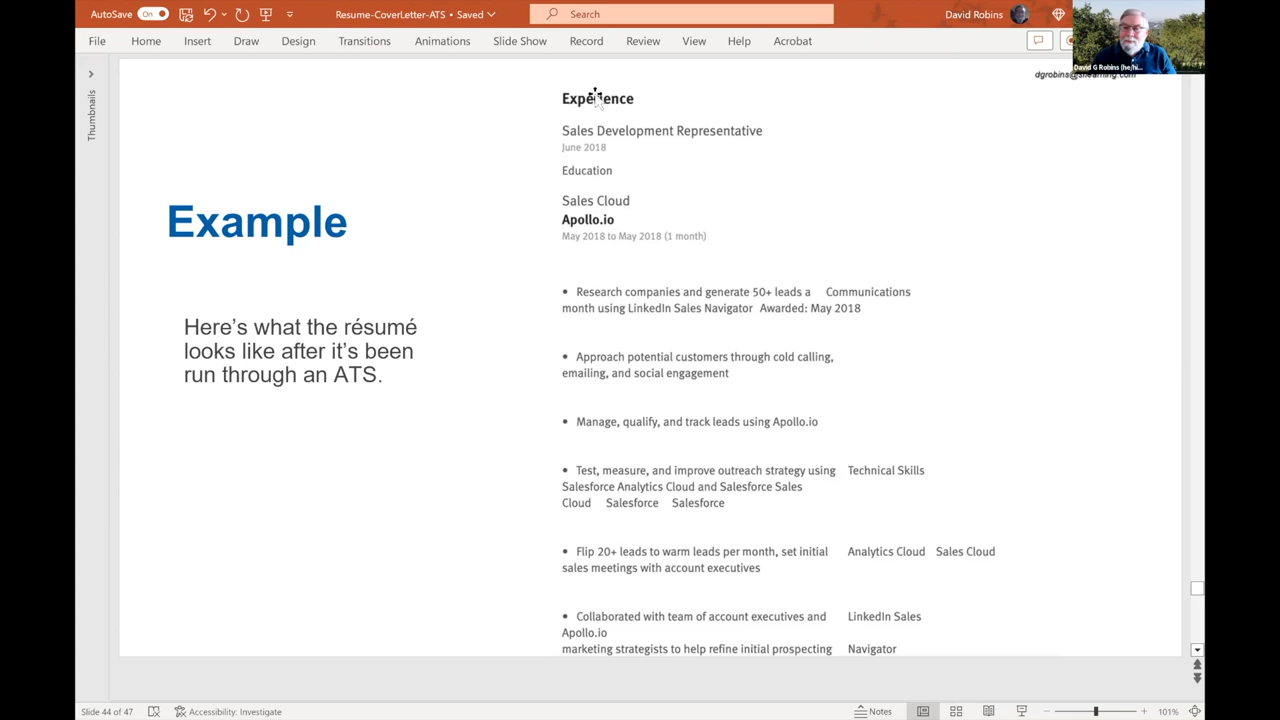 AutoSave On Resume-CoverLetter-ATS • Saved Search David Robins
File Home Insert Draw Design Transitions Animations Slide Show Record Review View Help Acrobat
David G Robins (he/hi...
dgrobins@silearning.com
Thumbnails
Example
Here's what the résumé
looks like after it's been
run through an ATS.
Experience
Sales Development Representative
June 2018
Education
Sales Cloud
Apollo.io
May 2018 to May 2018 (1 month)
• Research companies and generate 50+ leads a Communications
month using LinkedIn Sales Navigator Awarded: May 2018
• Approach potential customers through cold calling,
emailing, and social engagement
• Manage, qualify, and track leads using Apollo.io
• Test, measure, and improve outreach strategy using Technical Skills
Salesforce Analytics Cloud and Salesforce Sales
Cloud Salesforce Salesforce
• Flip 20+ leads to warm leads per month, set initial Analytics Cloud Sales Cloud
sales meetings with account executives
• Collaborated with team of account executives and LinkedIn Sales
Apollo.io
marketing strategists to help refine initial prospecting Navigator
Slide 44 of 47 Accessibility: Investigate Notes 101%